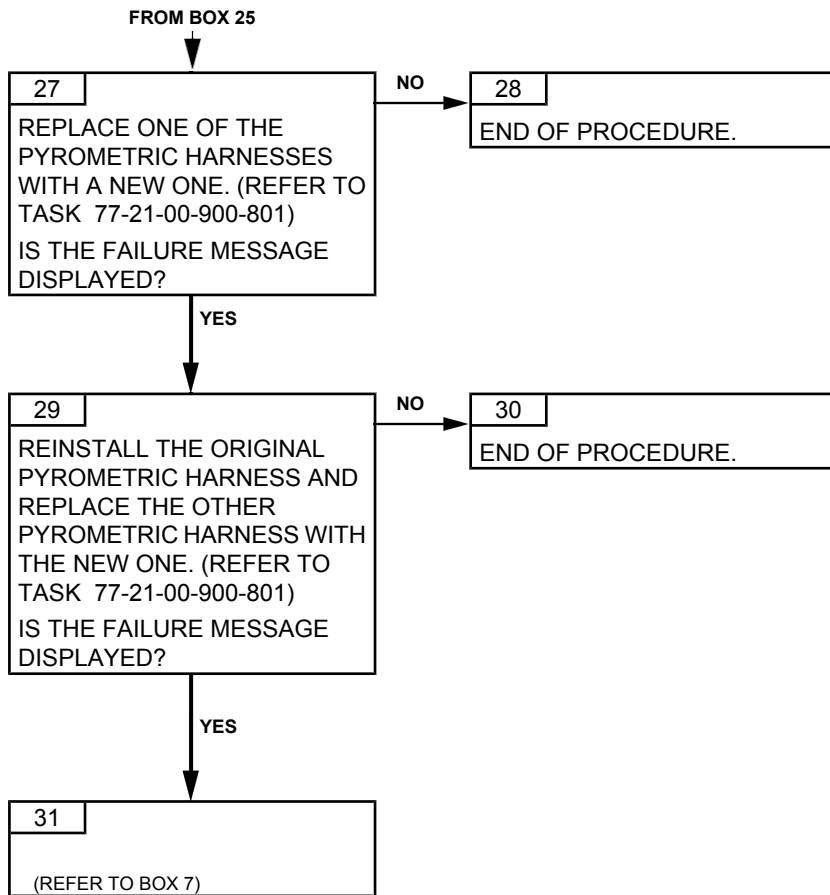 FROM BOX 25
27
REPLACE ONE OF THE
PYROMETRIC HARNESSES
WITH A NEW ONE. (REFER TO
TASK 77-21-00-900-801)
IS THE FAILURE MESSAGE
DISPLAYED?
NO
28
END OF PROCEDURE.
YES
29
REINSTALL THE ORIGINAL
PYROMETRIC HARNESS AND
REPLACE THE OTHER
PYROMETRIC HARNESS WITH
THE NEW ONE. (REFER TO
TASK 77-21-00-900-801)
IS THE FAILURE MESSAGE
DISPLAYED?
NO
30
END OF PROCEDURE.
YES
31
(REFER TO BOX 7)